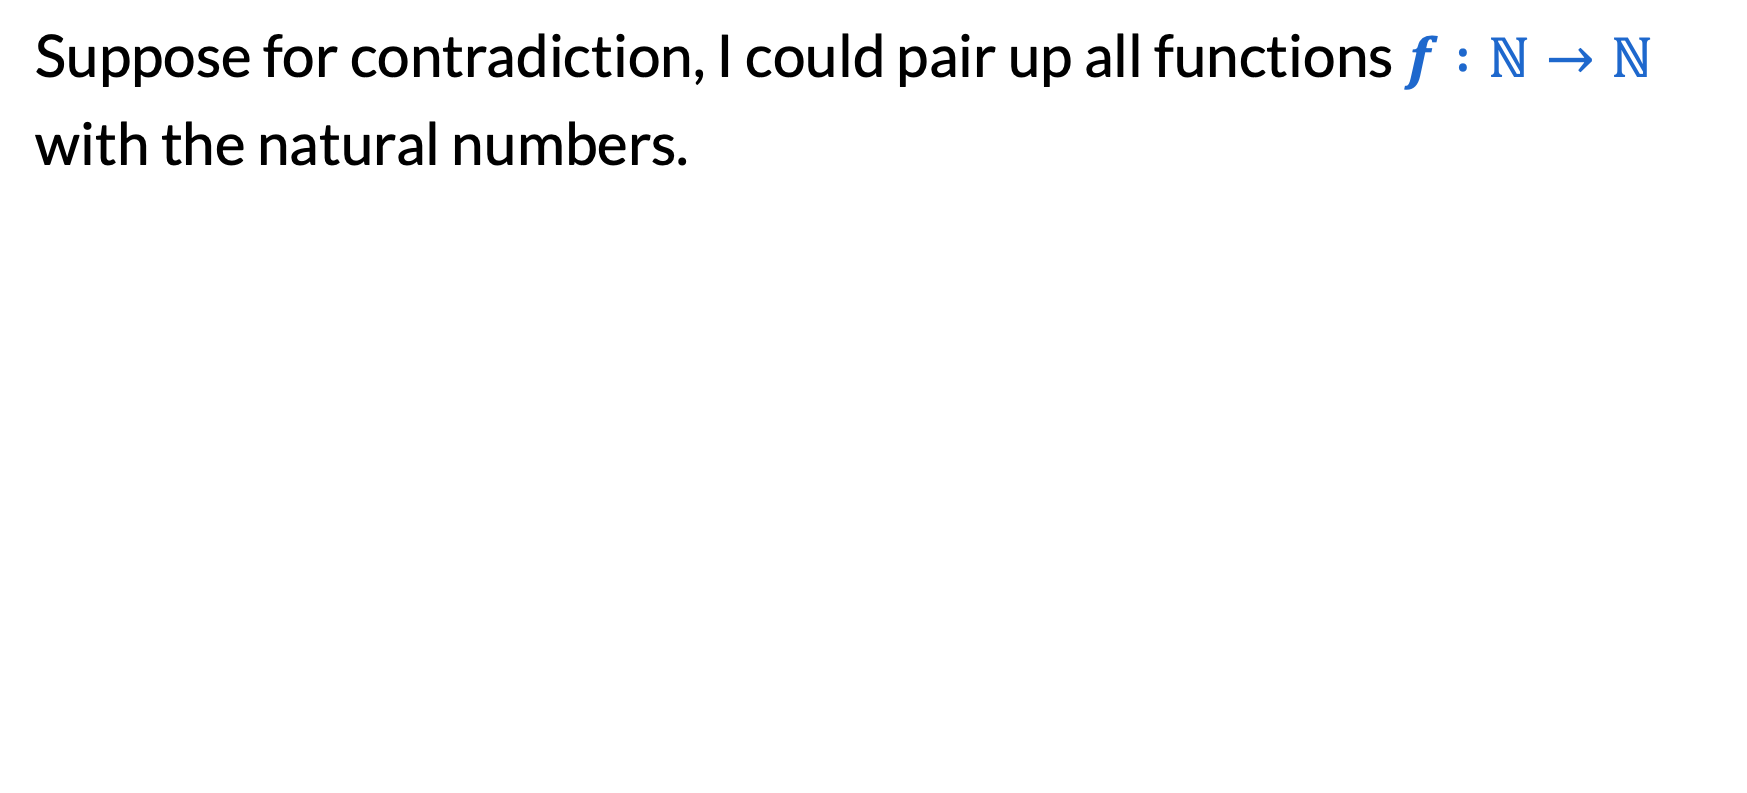 Suppose for contradiction, I could pair up all functions f : ℕ → ℕ
with the natural numbers.